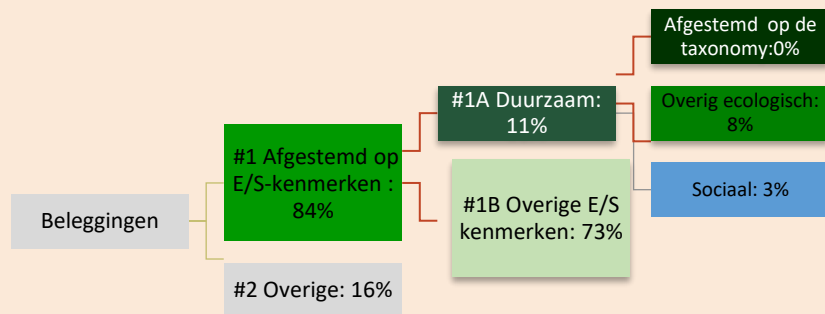 Beleggingen
#1 Afgestemd op
E/S-kenmerken :
84%
#2 Overige: 16%
#1A Duurzaam:
11%
#1B Overige E/S
kenmerken: 73%
Afgestemd op de
taxonomy:0%
Overig ecologisch:
8%
Sociaal: 3%